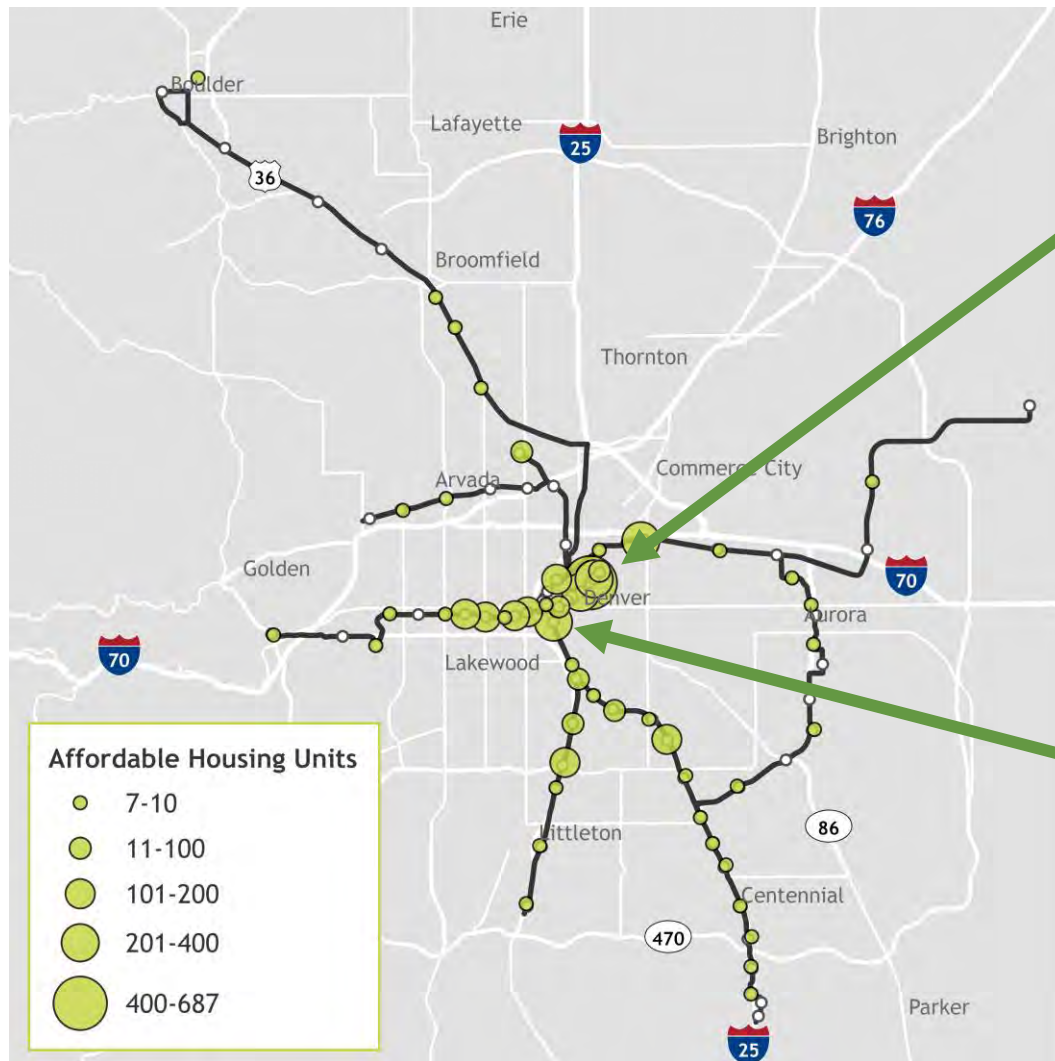 Erie
Boulder
Lafayette
25
Brighton
36
76
Broomfield
Thornton
Commerce City
Arvada
Golden
70
Denver
Aurora
70
Lakewood
Affordable Housing Units
7-10
11-100
101-200
201-400
400-687
Littleton
86
Centennial
470
Parker
25